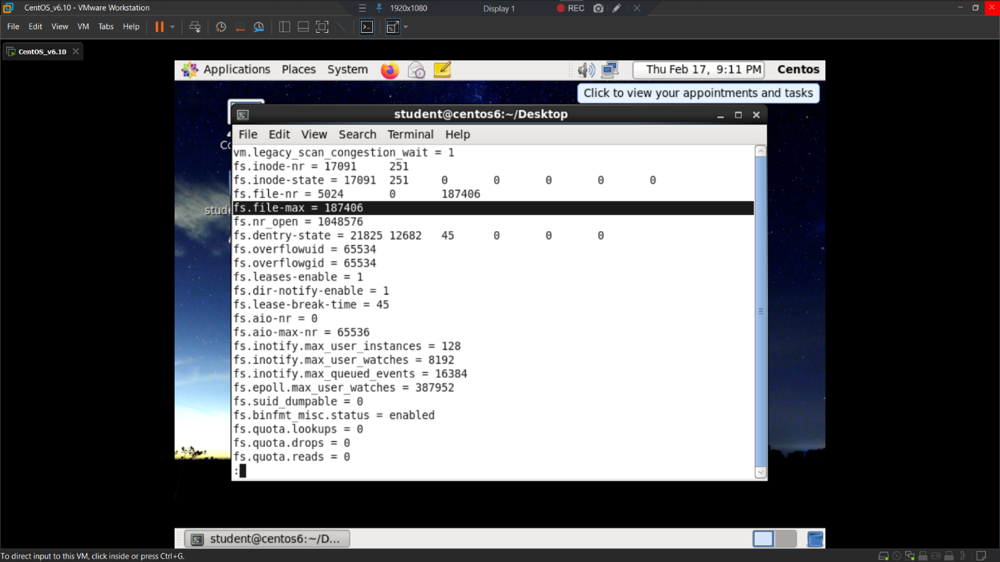 CentOS_v6.10 - VMware Workstation
1920x1080
Display 1
REC
File Edit View VM Tabs Help
CentOS_v6.10
Applications Places System
Thu Feb 17, 9:11 PM
Centos
Click to view your appointments and tasks
student@centos6:~/Desktop
File Edit View Search Terminal Help
vm.legacy_scan_congestion_wait = 1
fs.inode-nr = 17091 251
fs.inode-state = 17091 251 0 0 0 0 0
fs.file-nr = 5024 0 187406
fs.file-max = 187406
fs.nr_open = 1048576
fs.dentry-state = 21825 12682 45 0 0 0
fs.overflowuid = 65534
fs.overflowgid = 65534
fs.leases-enable = 1
fs.dir-notify-enable = 1
fs.lease-break-time = 45
fs.aio-nr = 0
fs.aio-max-nr = 65536
fs.inotify.max_user_instances = 128
fs.inotify.max_user_watches = 8192
fs.inotify.max_queued_events = 16384
fs.epoll.max_user_watches = 387952
fs.suid_dumpable = 0
fs.binfmt_misc.status = enabled
fs.quota.lookups = 0
fs.quota.drops = 0
fs.quota.reads = 0
:
student@centos6:~/D...
To direct input to this VM, click inside or press Ctrl+G.